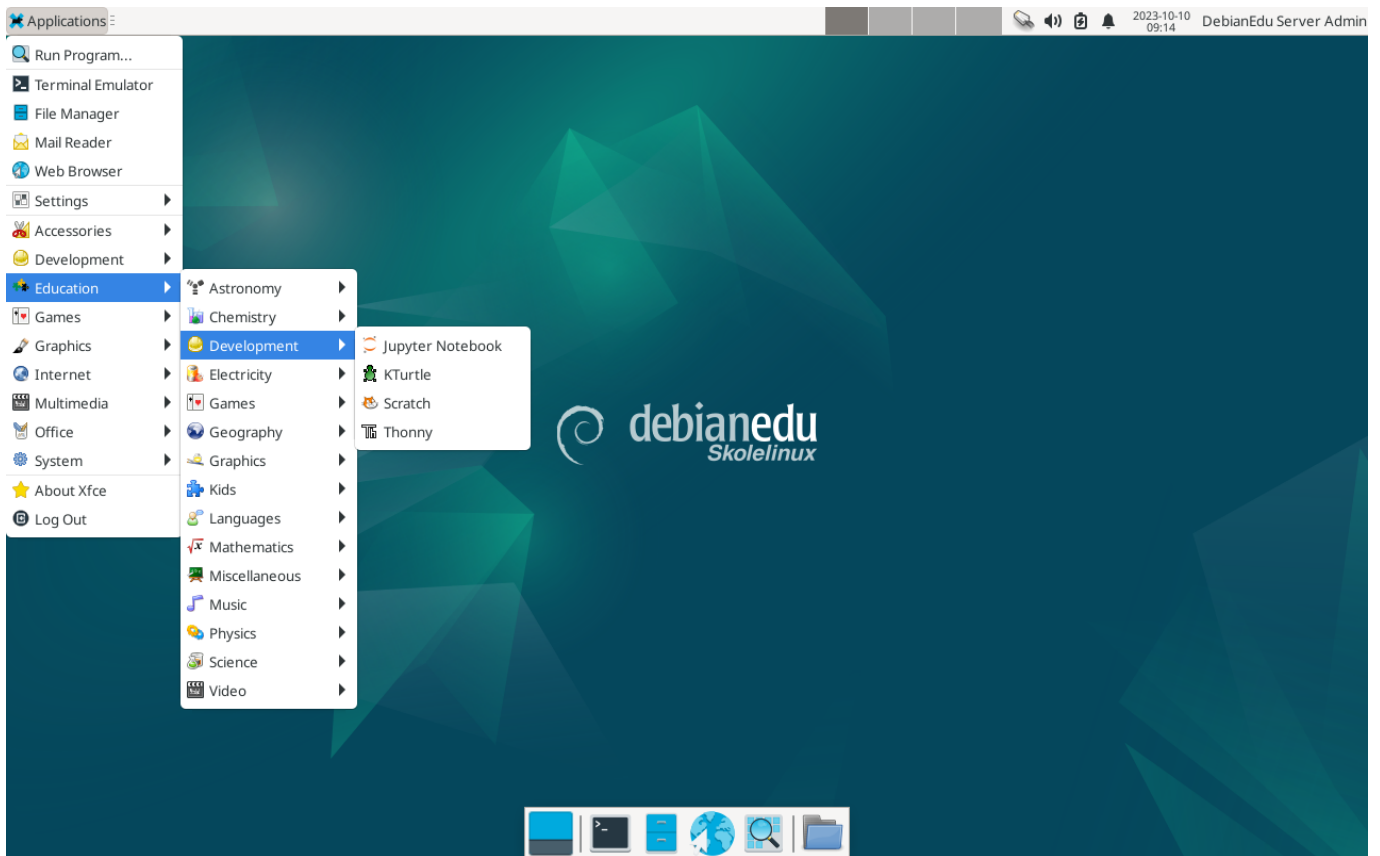 Applications
2023-10-10
09:14
DebianEdu Server Admin
Run Program...
Terminal Emulator
File Manager
Mail Reader
Web Browser
Settings
Accessories
Development
Education
Games
Graphics
Internet
Multimedia
Office
System
About Xfce
Log Out
Astronomy
Chemistry
Development
Electricity
Games
Geography
Graphics
Kids
Languages
Mathematics
Miscellaneous
Music
Physics
Science
Video
Jupyter Notebook
KTurtle
Scratch
Thonny
debianedu
Skolelinux